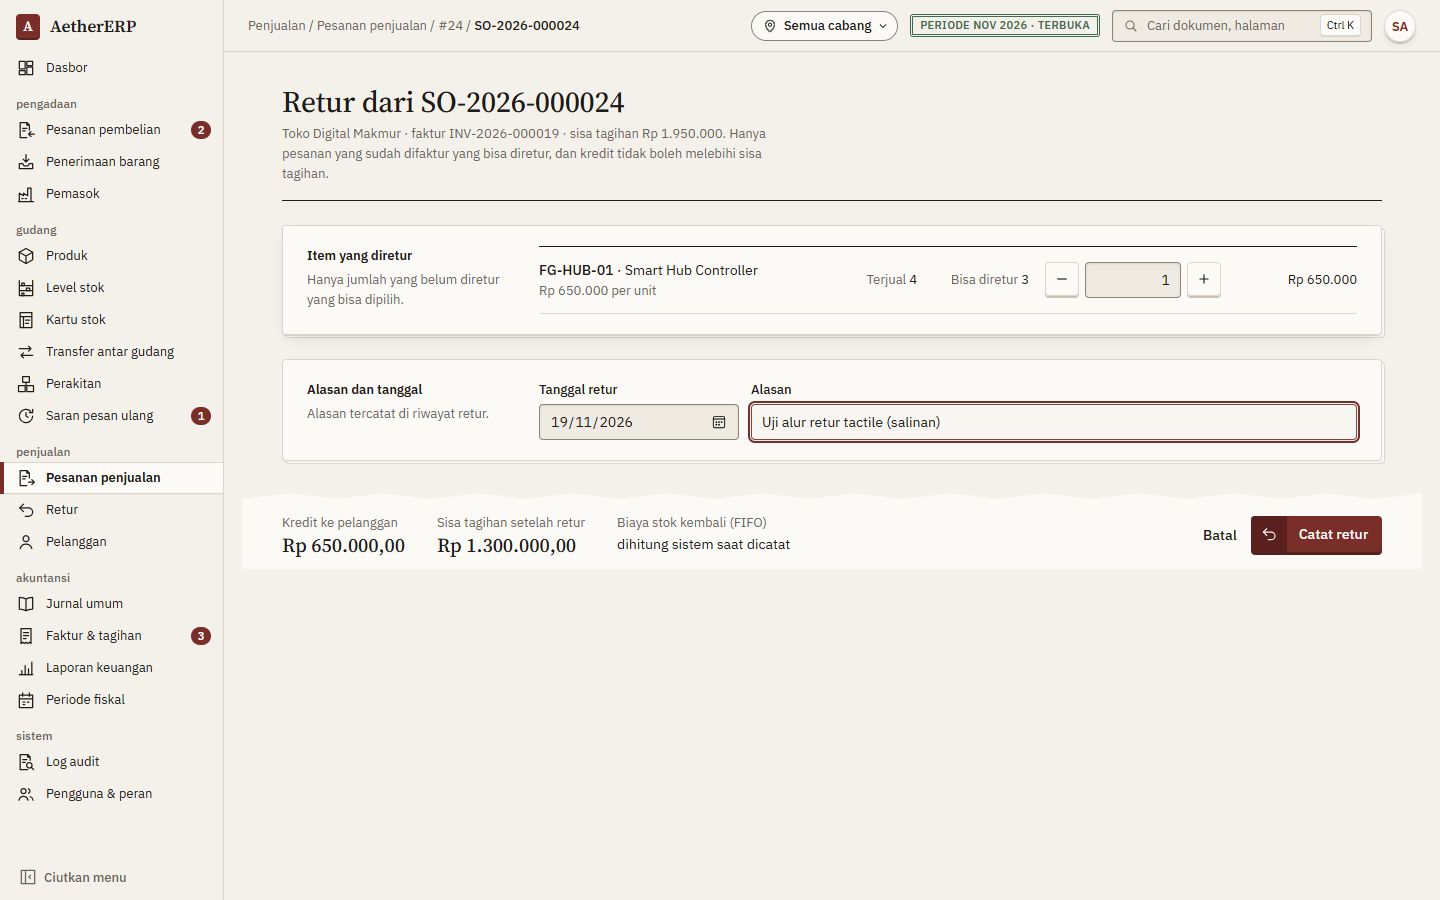 A AetherERP
Dasbor
pengadaan
Pesanan pembelian 2
Penerimaan barang
Pemasok
gudang
Produk
Level stok
Kartu stok
Transfer antar gudang
Perakitan
Saran pesan ulang 1
penjualan
Pesanan penjualan
Retur
Pelanggan
akuntansi
Jurnal umum
Faktur & tagihan 3
Laporan keuangan
Periode fiskal
sistem
Log audit
Pengguna & peran
Ciutkan menu
Penjualan / Pesanan penjualan / #24 / SO-2026-000024
Semua cabang
PERIODE NOV 2026 · TERBUKA
Cari dokumen, halaman Ctrl K
SA
Retur dari SO-2026-000024
Toko Digital Makmur · faktur INV-2026-000019 · sisa tagihan Rp 1.950.000. Hanya
pesanan yang sudah difaktur yang bisa diretur, dan kredit tidak boleh melebihi sisa
tagihan.
Item yang diretur
Hanya jumlah yang belum diretur
yang bisa dipilih.
FG-HUB-01 · Smart Hub Controller
Rp 650.000 per unit
Terjual 4
Bisa diretur 3
− 1 +
Rp 650.000
Alasan dan tanggal
Alasan tercatat di riwayat retur.
Tanggal retur
19/11/2026
Alasan
Uji alur retur tactile (salinan)
Kredit ke pelanggan
Rp 650.000,00
Sisa tagihan setelah retur
Rp 1.300.000,00
Biaya stok kembali (FIFO)
dihitung sistem saat dicatat
Batal
Catat retur